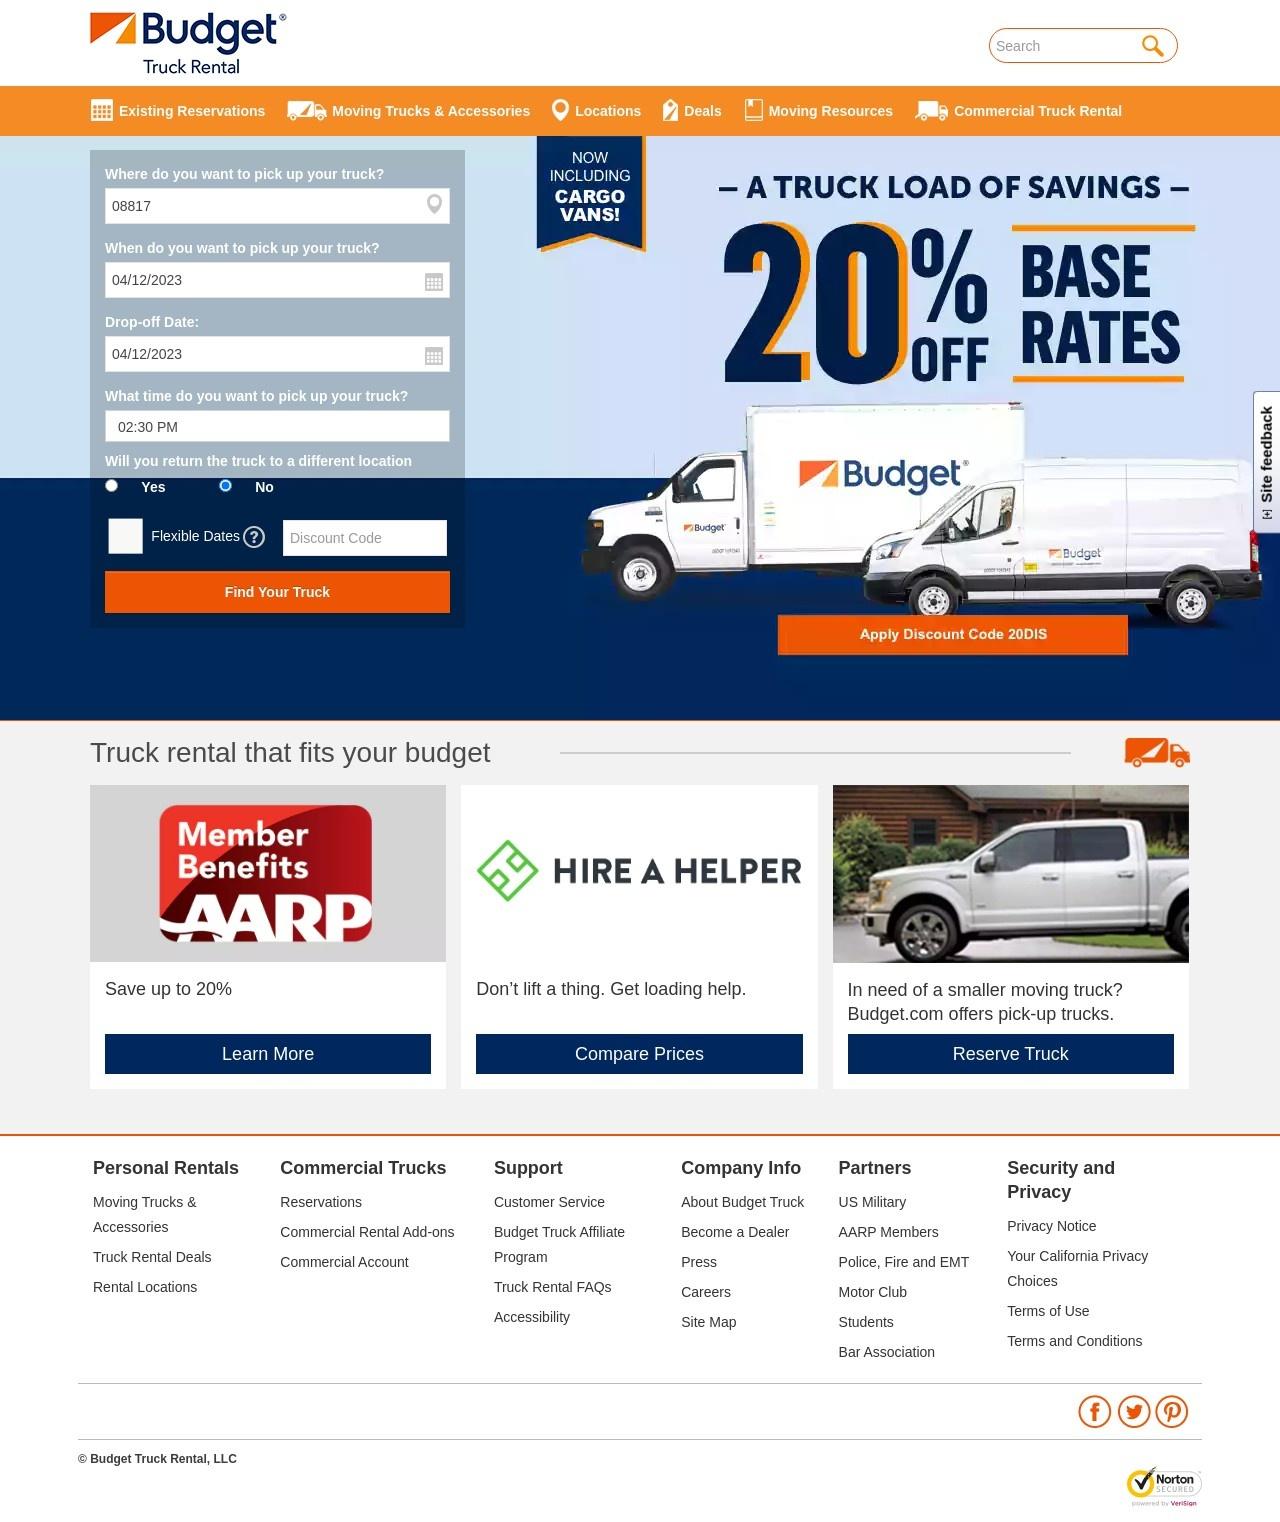 Budget®
Truck Rental
Search
Existing Reservations
Moving Trucks & Accessories
Locations
Deals
Moving Resources
Commercial Truck Rental
Where do you want to pick up your truck?
08817
When do you want to pick up your truck?
04/12/2023
Drop-off Date:
04/12/2023
What time do you want to pick up your truck?
02:30 PM
Will you return the truck to a different location
Yes
No
Flexible Dates ?
Discount Code
Find Your Truck
NOW
INCLUDING
CARGO
VANS!
– A TRUCK LOAD OF SAVINGS –
20% OFF
BASE
RATES
Budget®
Budget
Budget
Apply Discount Code 20DIS
[+] Site feedback
Truck rental that fits your budget
Member
Benefits
AARP
Save up to 20%
Learn More
HIRE A HELPER
Don’t lift a thing. Get loading help.
Compare Prices
In need of a smaller moving truck?
Budget.com offers pick-up trucks.
Reserve Truck
Personal Rentals
Moving Trucks &
Accessories
Truck Rental Deals
Rental Locations
Commercial Trucks
Reservations
Commercial Rental Add-ons
Commercial Account
Support
Customer Service
Budget Truck Affiliate
Program
Truck Rental FAQs
Accessibility
Company Info
About Budget Truck
Become a Dealer
Press
Careers
Site Map
Partners
US Military
AARP Members
Police, Fire and EMT
Motor Club
Students
Bar Association
Security and
Privacy
Privacy Notice
Your California Privacy
Choices
Terms of Use
Terms and Conditions
© Budget Truck Rental, LLC
Norton
SECURED
powered by VeriSign